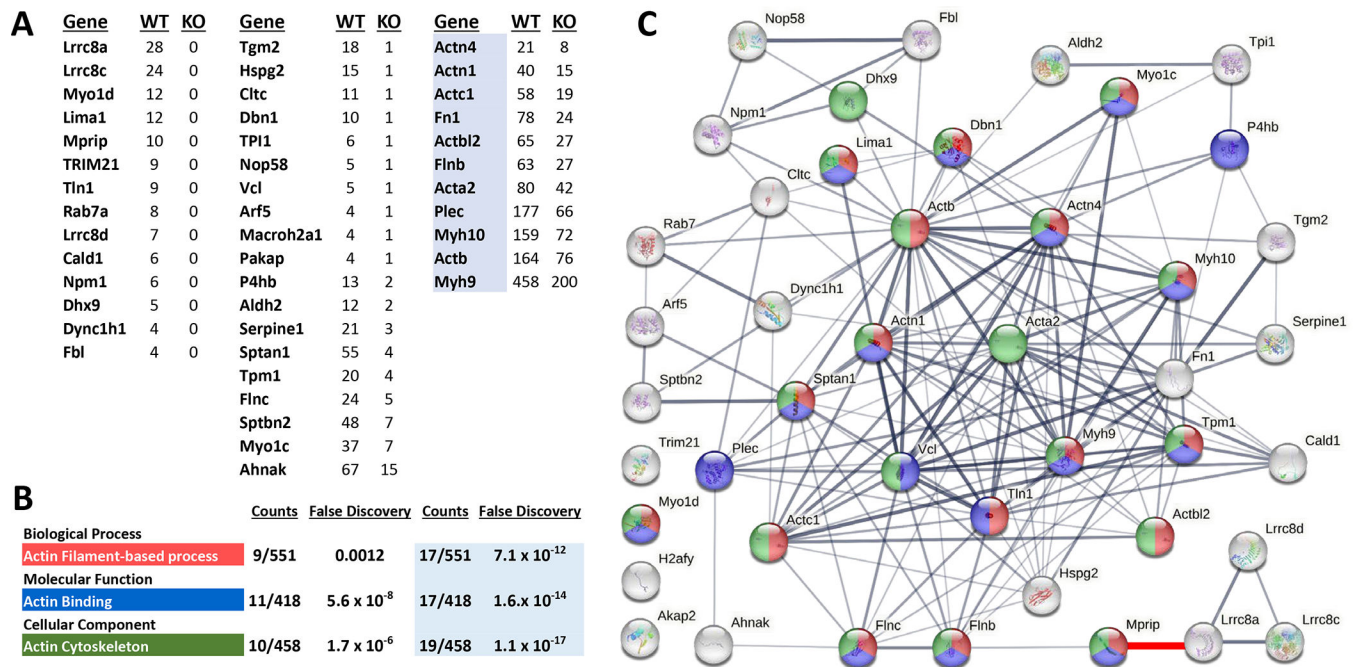 A
Gene WT KO
Lrrc8a 28 0
Lrrc8c 24 0
Myo1d 12 0
Lima1 12 0
Mprip 10 0
TRIM21 9 0
Tln1 9 0
Rab7a 8 0
Lrrc8d 7 0
Cald1 6 0
Npm1 6 0
Dhx9 5 0
Dync1h1 4 0
Fbl 4 0
Gene WT KO
Tgm2 18 1
Hspg2 15 1
Cltc 11 1
Dbn1 10 1
TPI1 6 1
Nop58 5 1
Vcl 5 1
Arf5 4 1
Macroh2a1 4 1
Pakap 4 1
P4hb 13 2
Aldh2 12 2
Serpine1 21 3
Sptan1 55 4
Tpm1 20 4
Flnc 24 5
Sptbn2 48 7
Myo1c 37 7
Ahnak 67 15
Gene WT KO
Actn4 21 8
Actn1 40 15
Actc1 58 19
Fn1 78 24
Actbl2 65 27
Flnb 63 27
Acta2 80 42
Plec 177 66
Myh10 159 72
Actb 164 76
Myh9 458 200
B
Counts False Discovery Counts False Discovery
Biological Process
Actin Filament-based process 9/551 0.0012 17/551 7.1 x 10-12
Molecular Function
Actin Binding 11/418 5.6 x 10-8 17/418 1.6.x 10-14
Cellular Component
Actin Cytoskeleton 10/458 1.7 x 10-6 19/458 1.1 x 10-17
C
Nop58
Fbl
Aldh2
Tpi1
Dhx9
Myo1c
Npm1
Dbn1
P4hb
Lima1
Cltc
Actb
Actn4
Tgm2
Rab7
Myh10
Dync1h1
Arf5
Actn1
Acta2
Serpine1
Fn1
Sptbn2
Sptan1
Tpm1
Trim21
Plec
Vcl
Myh9
Cald1
Myo1d
Tln1
Actc1
Actbl2
Lrrc8d
H2afy
Hspg2
Akap2
Ahnak
Flnc
Flnb
Mprip
Lrrc8a
Lrrc8c